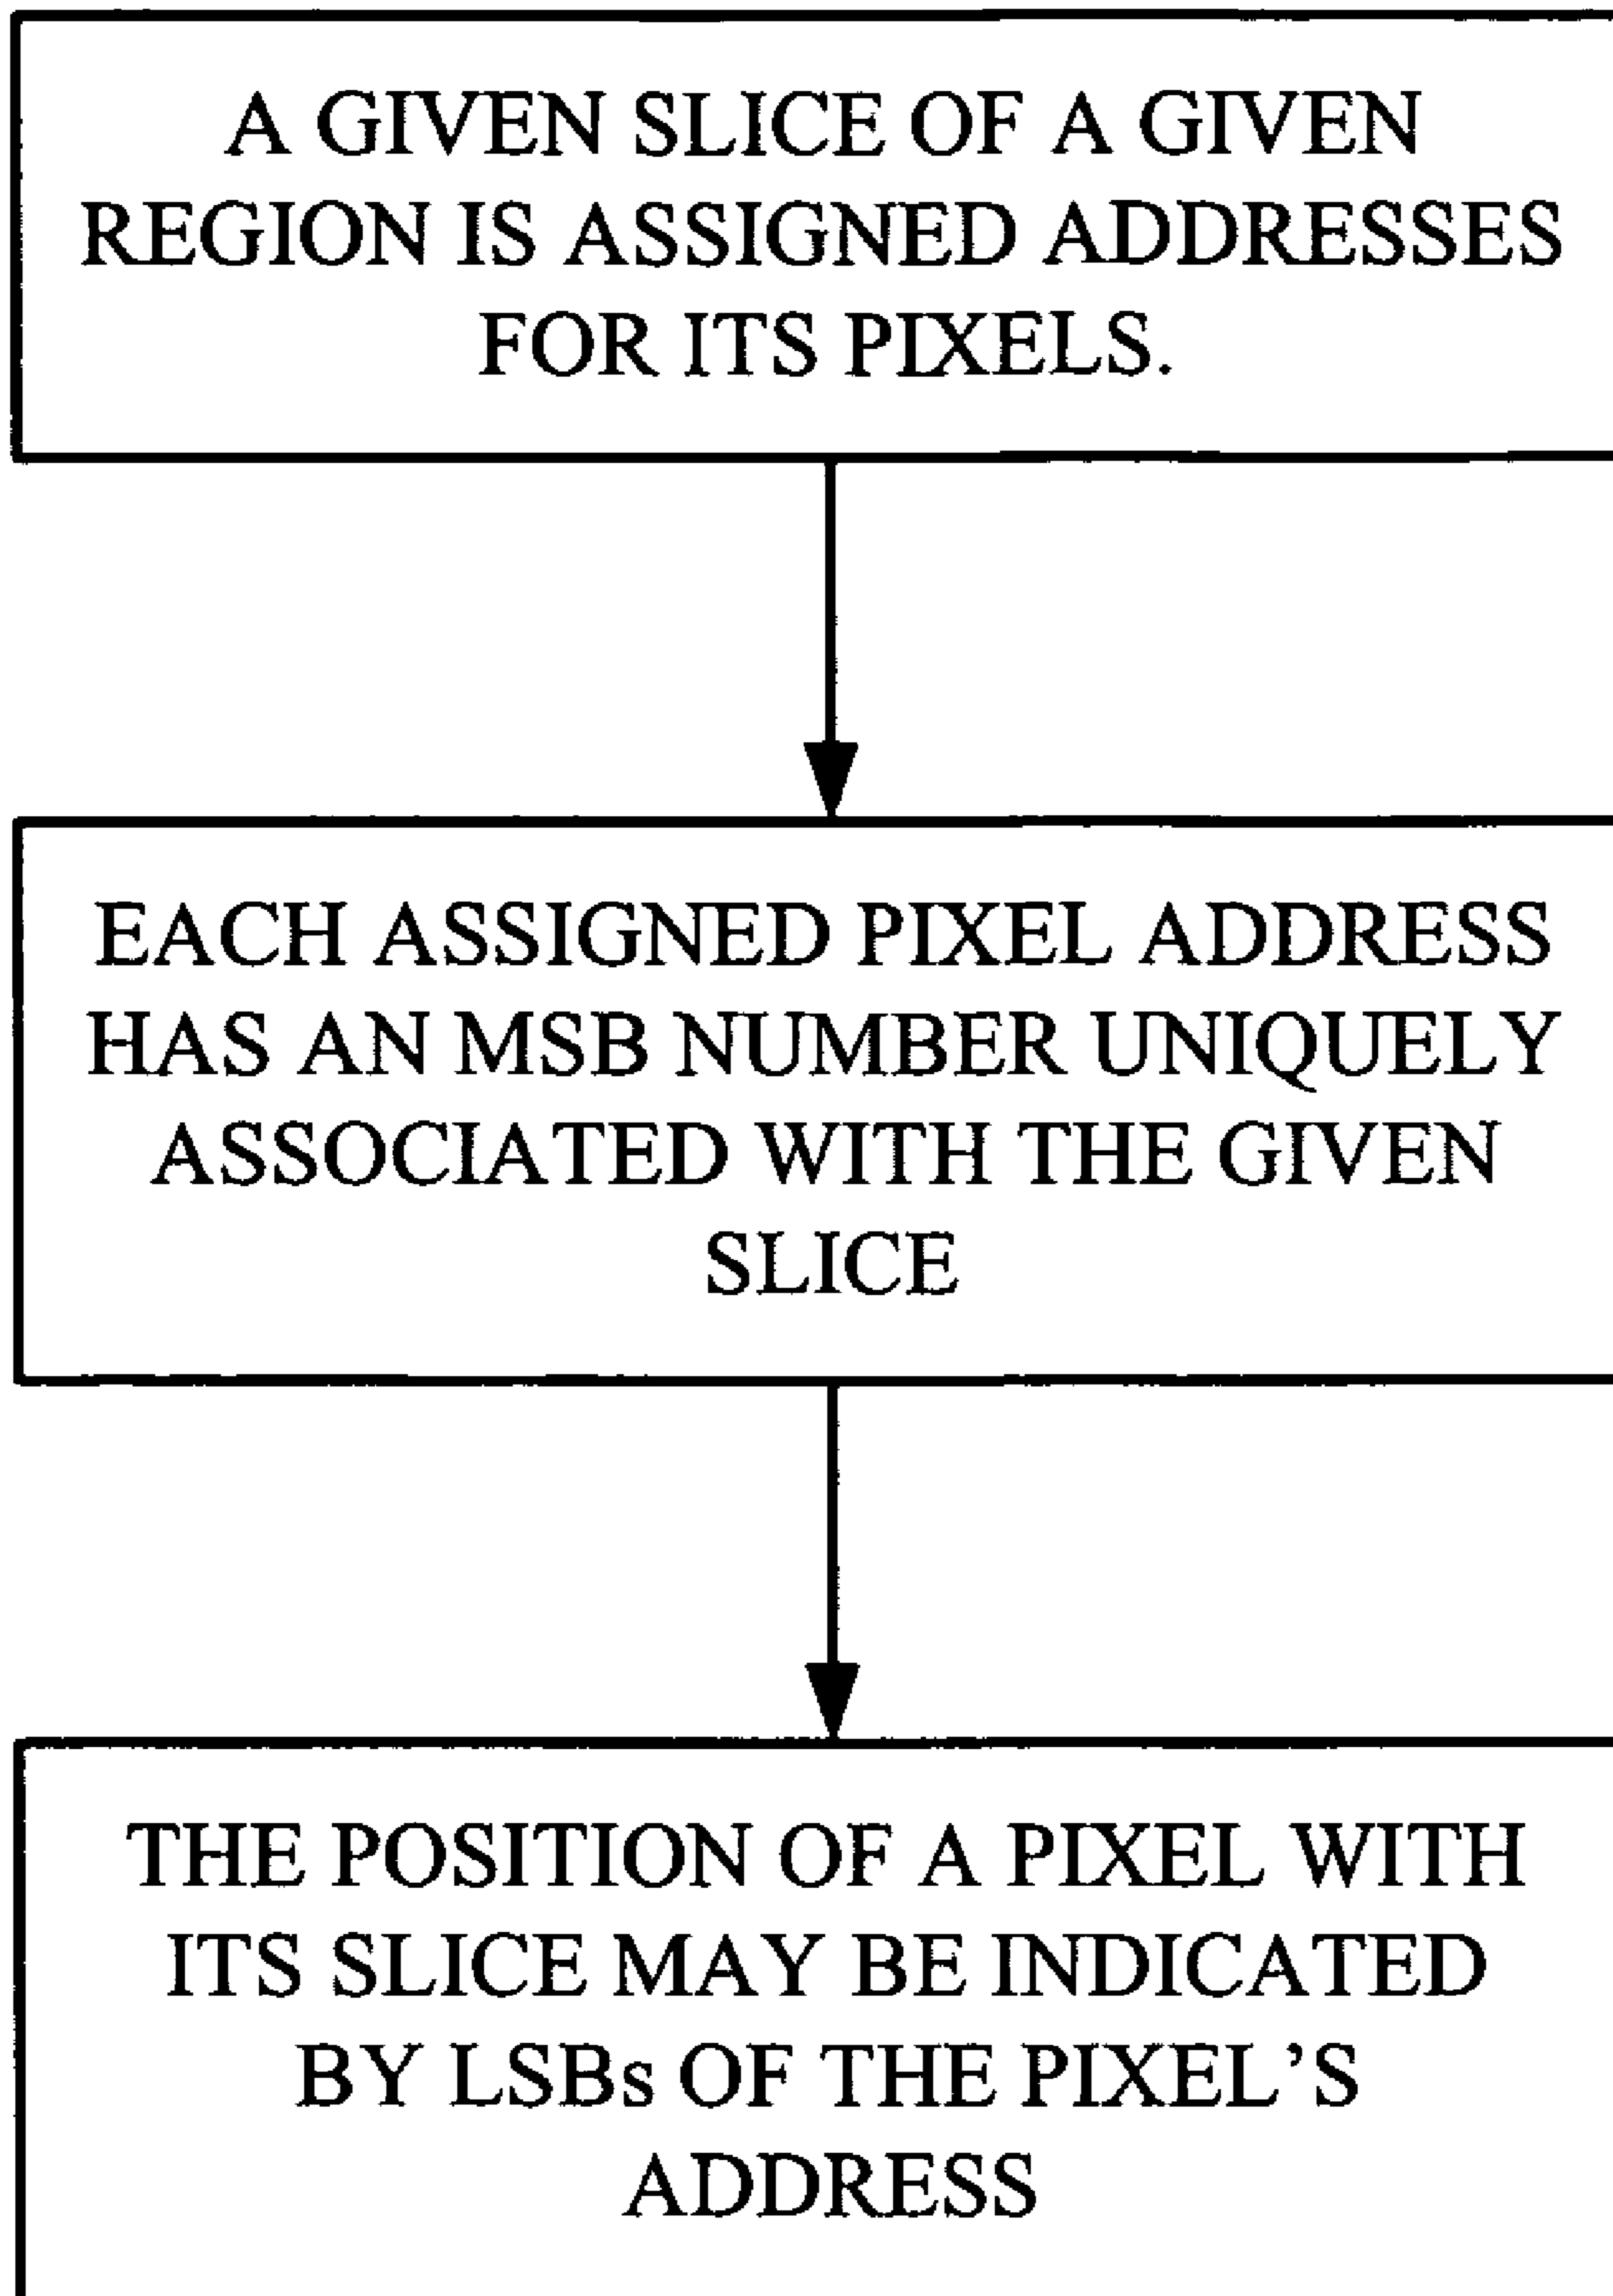 A GIVEN SLICE OF A GIVEN
REGION IS ASSIGNED ADDRESSES
FOR ITS PIXELS.
EACH ASSIGNED PIXEL ADDRESS
HAS AN MSB NUMBER UNIQUELY
ASSOCIATED WITH THE GIVEN
SLICE
THE POSITION OF A PIXEL WITH
ITS SLICE MAY BE INDICATED
BY LSBs OF THE PIXEL’S
ADDRESS